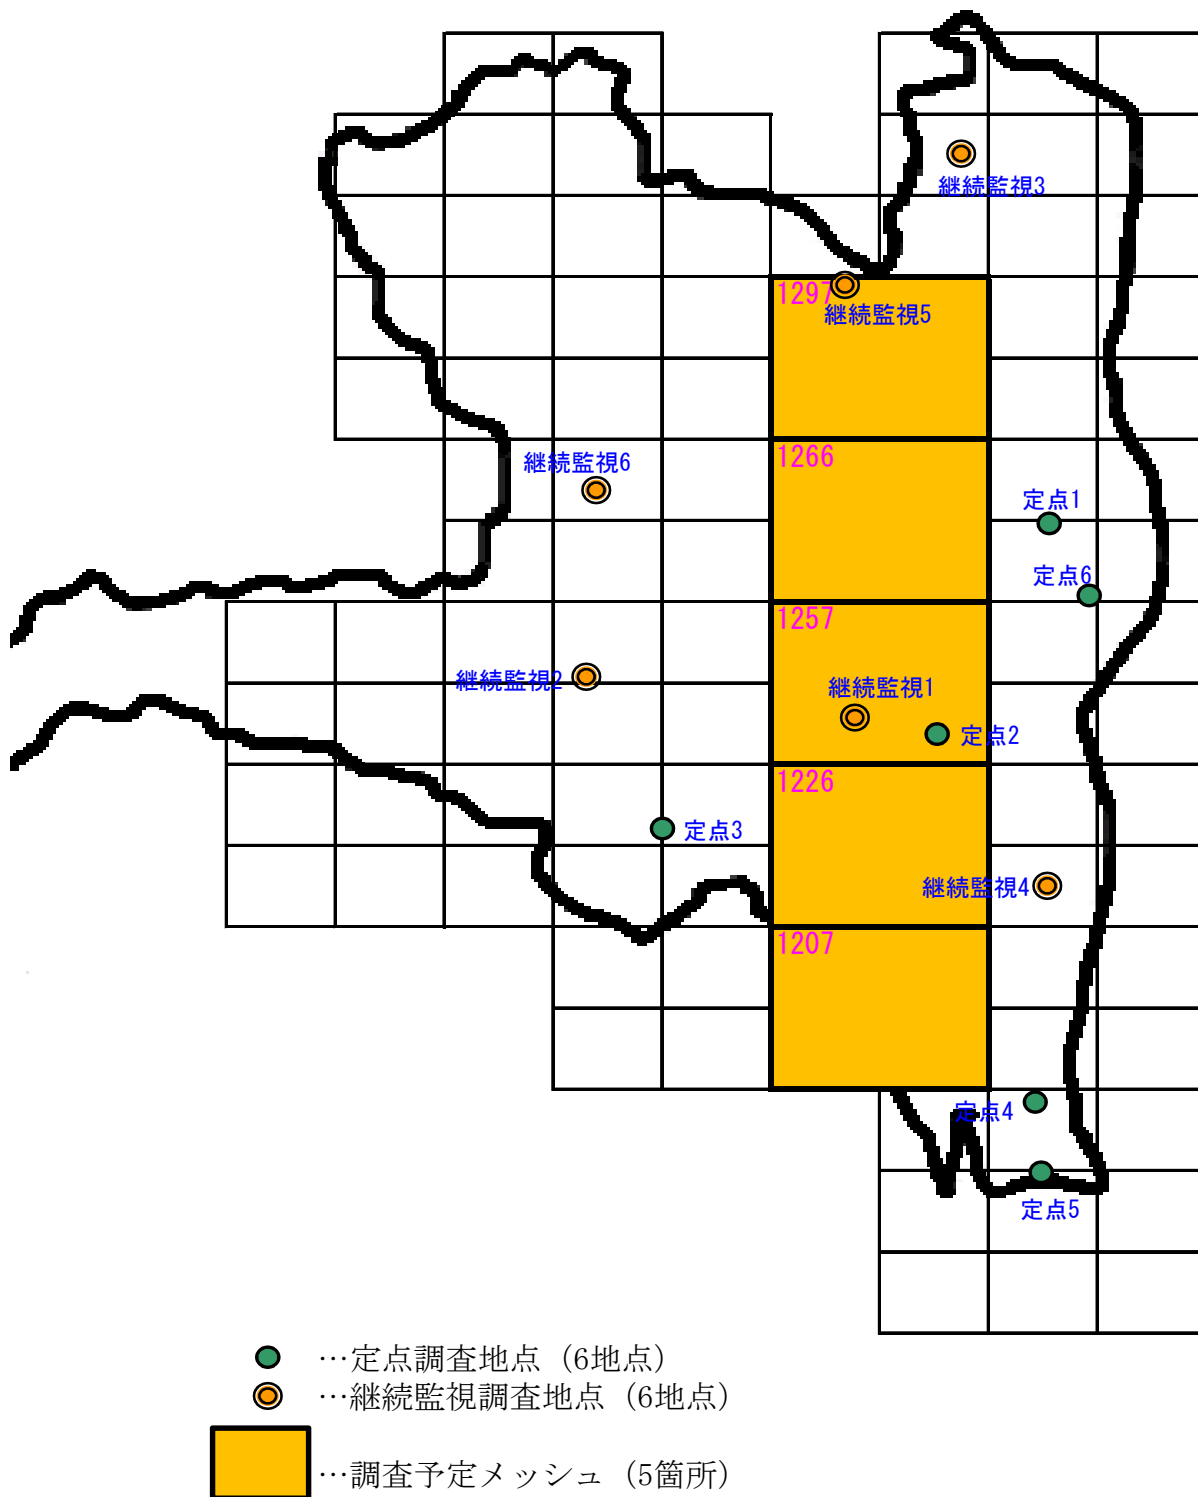 継続監視3
1297
継続監視5
1266
継続監視6
定点1
定点6
1257
継続監視2
継続監視1
定点2
1226
定点3
継続監視4
1207
定点4
定点5
…定点調査地点（6地点）
…継続監視調査地点（6地点）
…調査予定メッシュ（5箇所）